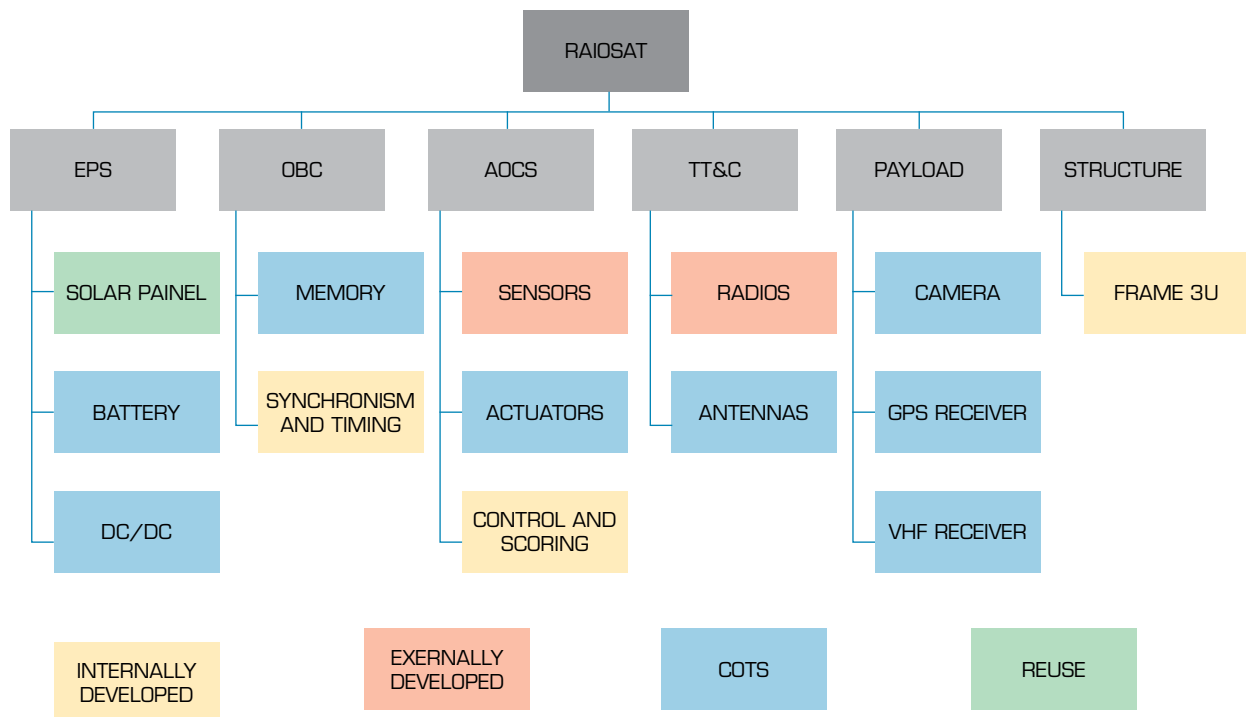 RAIOSAT
EPS
OBC
AOCS
TT&C
PAYLOAD
STRUCTURE
SOLAR PAINEL
MEMORY
SENSORS
RADIOS
CAMERA
FRAME 3U
BATTERY
SYNCHRONISM
AND TIMING
ACTUATORS
ANTENNAS
GPS RECEIVER
DC/DC
CONTROL AND
SCORING
VHF RECEIVER
INTERNALLY
DEVELOPED
EXERNALLY
DEVELOPED
COTS
REUSE